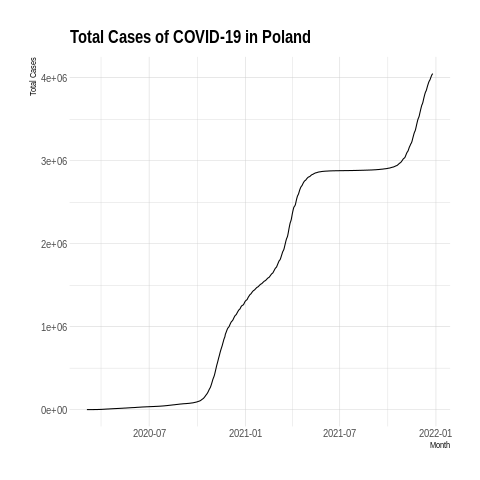 Total Cases of COVID-19 in Poland
Total Cases
4e+06
3e+06
2e+06
1e+06
0e+00
2020-07 2021-01 2021-07 2022-01
Month